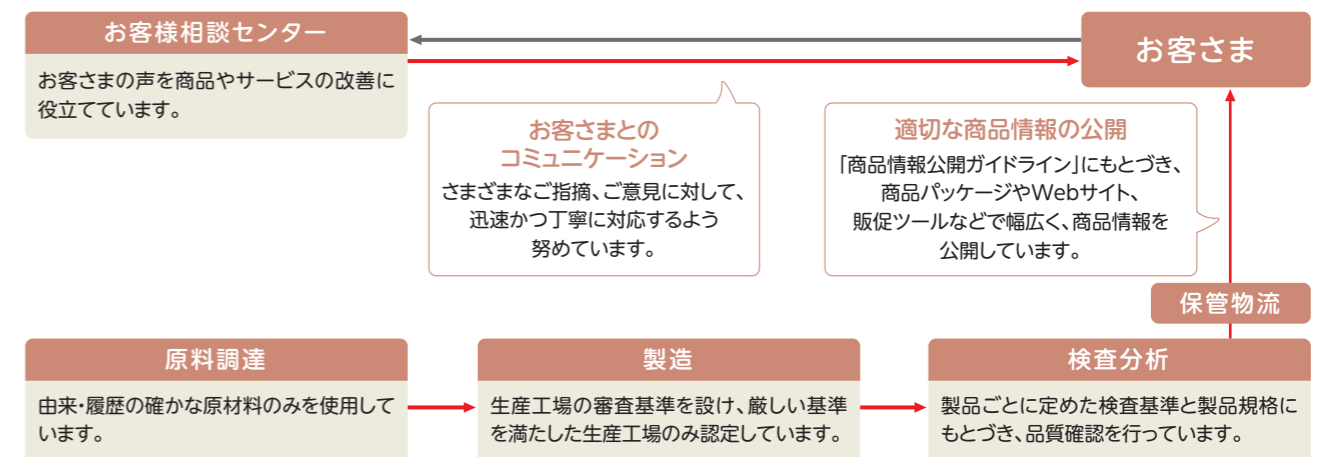 お客様相談センター
お客さまの声を商品やサービスの改善に
役立てています。
お客さま
お客さまとの
コミュニケーション
さまざまなご指摘、ご意見に対して、
迅速かつ丁寧に対応するよう
努めています。
適切な商品情報の公開
「商品情報公開ガイドライン」にもとづき、
商品パッケージやWebサイト、
販促ツールなどで幅広く、商品情報を
公開しています。
保管物流
原料調達
由来・履歴の確かな原材料のみを使用して
います。
製造
生産工場の審査基準を設け、厳しい基準
を満たした生産工場のみ認定しています。
検査分析
製品ごとに定めた検査基準と製品規格に
もとづき、品質確認を行っています。